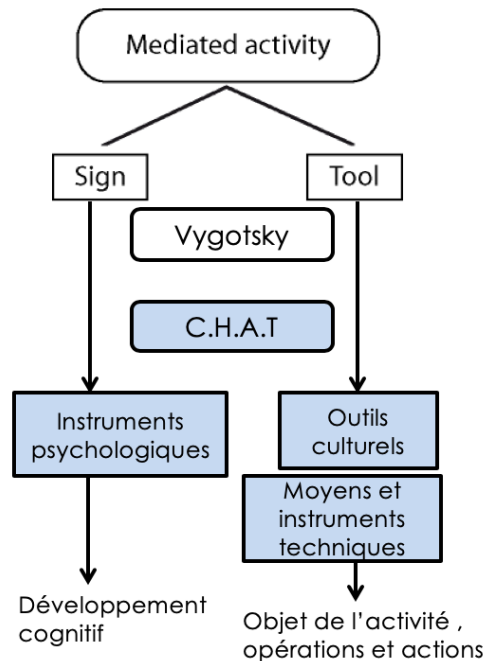 Mediated activity
Sign
Tool
Vygotsky
C.H.A.T
Instruments
psychologiques
Outils
culturels
Moyens et
instruments
techniques
Développement
cognitif
Objet de l’activité ,
opérations et actions